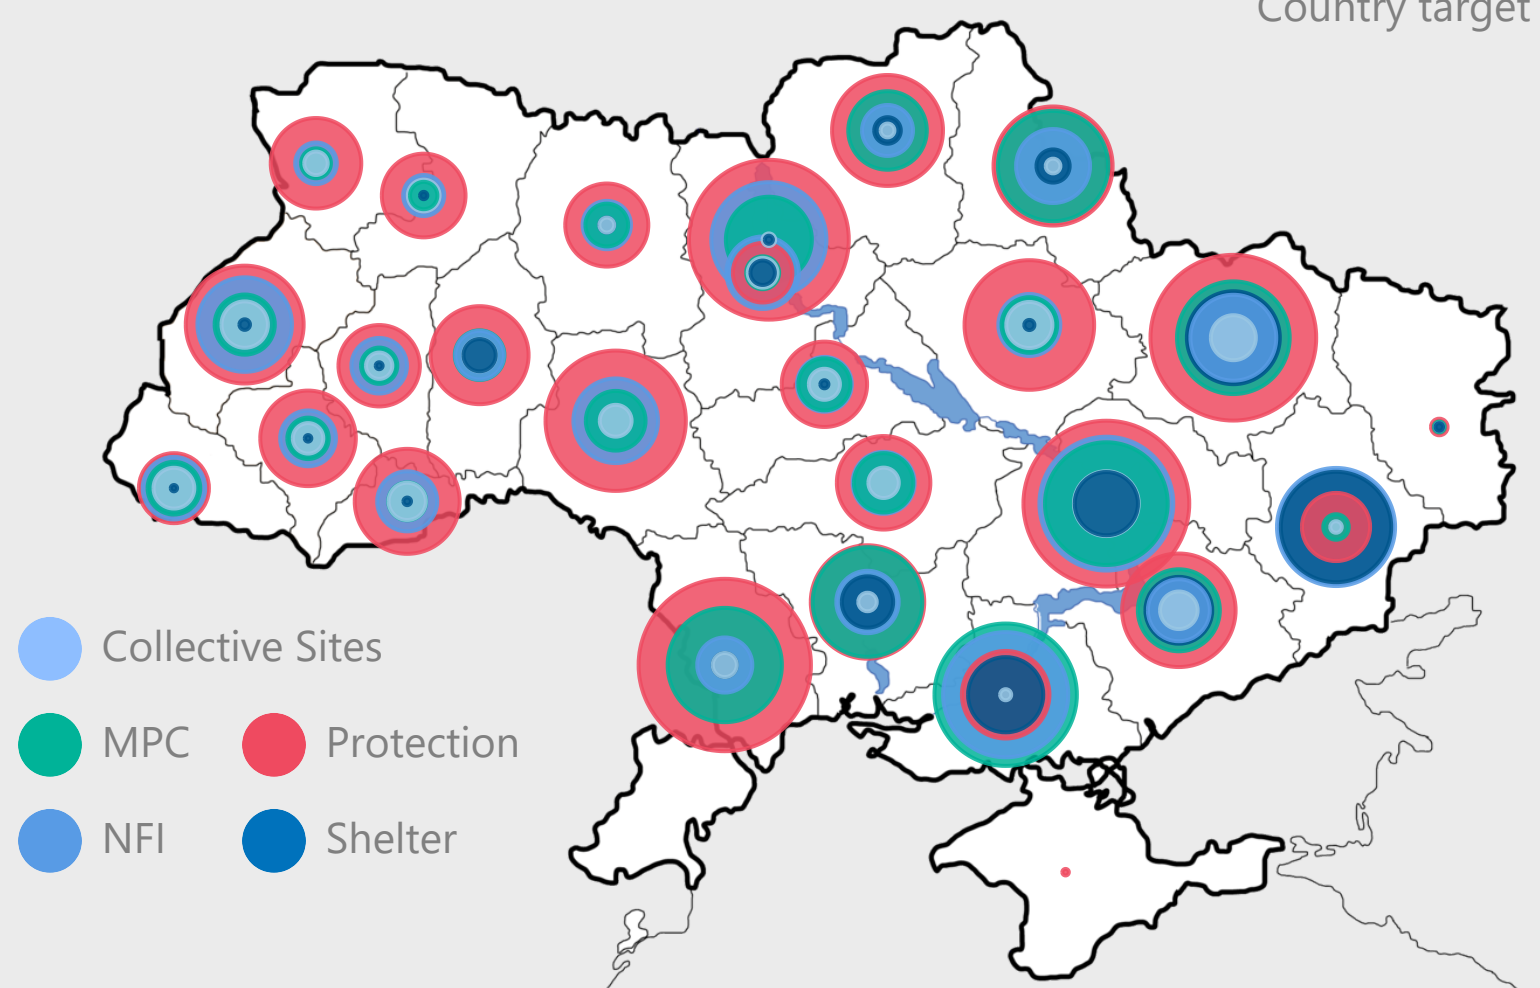 Country target
Collective Sites
MPC
Protection
NFI
Shelter